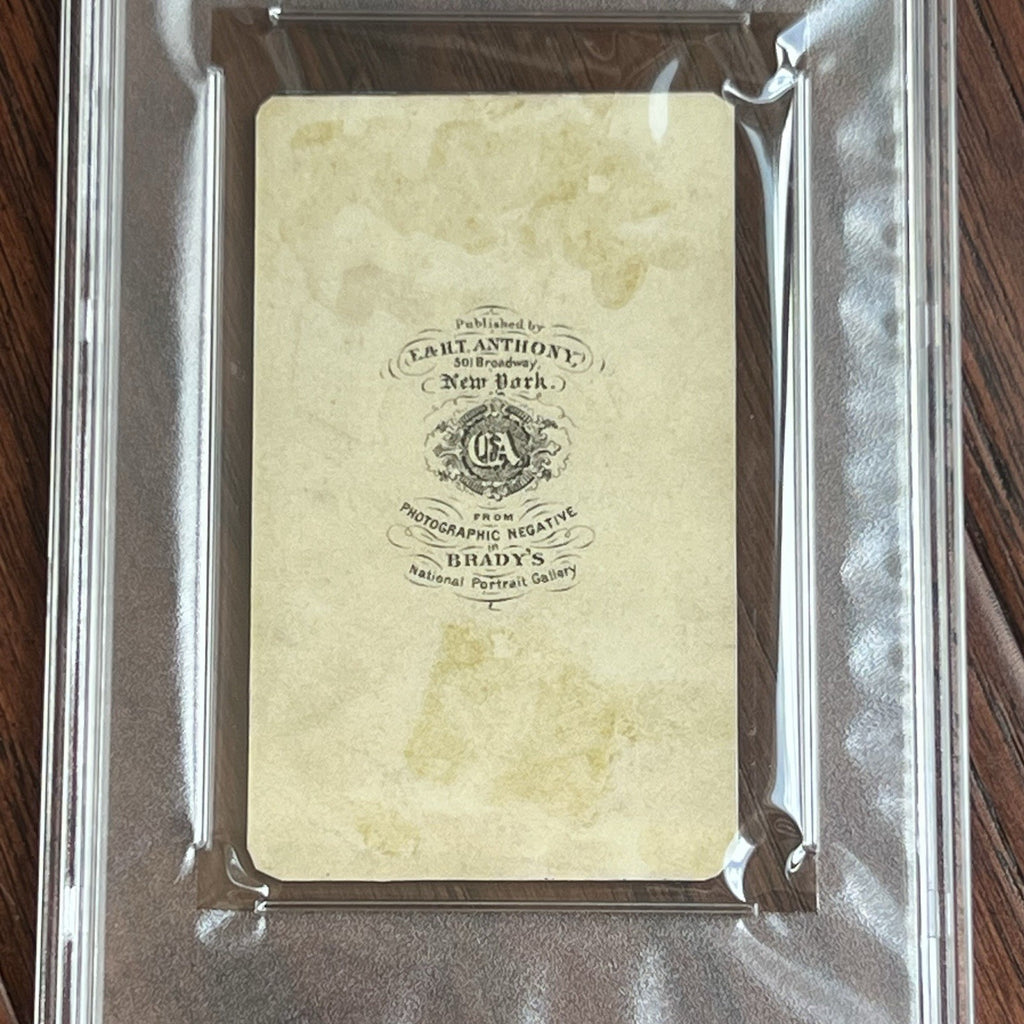 Published by
E. & H.T. ANTHONY,
501 Broadway,
New York.
EA
FROM
PHOTOGRAPHIC NEGATIVE
in
BRADY'S
National Portrait Gallery